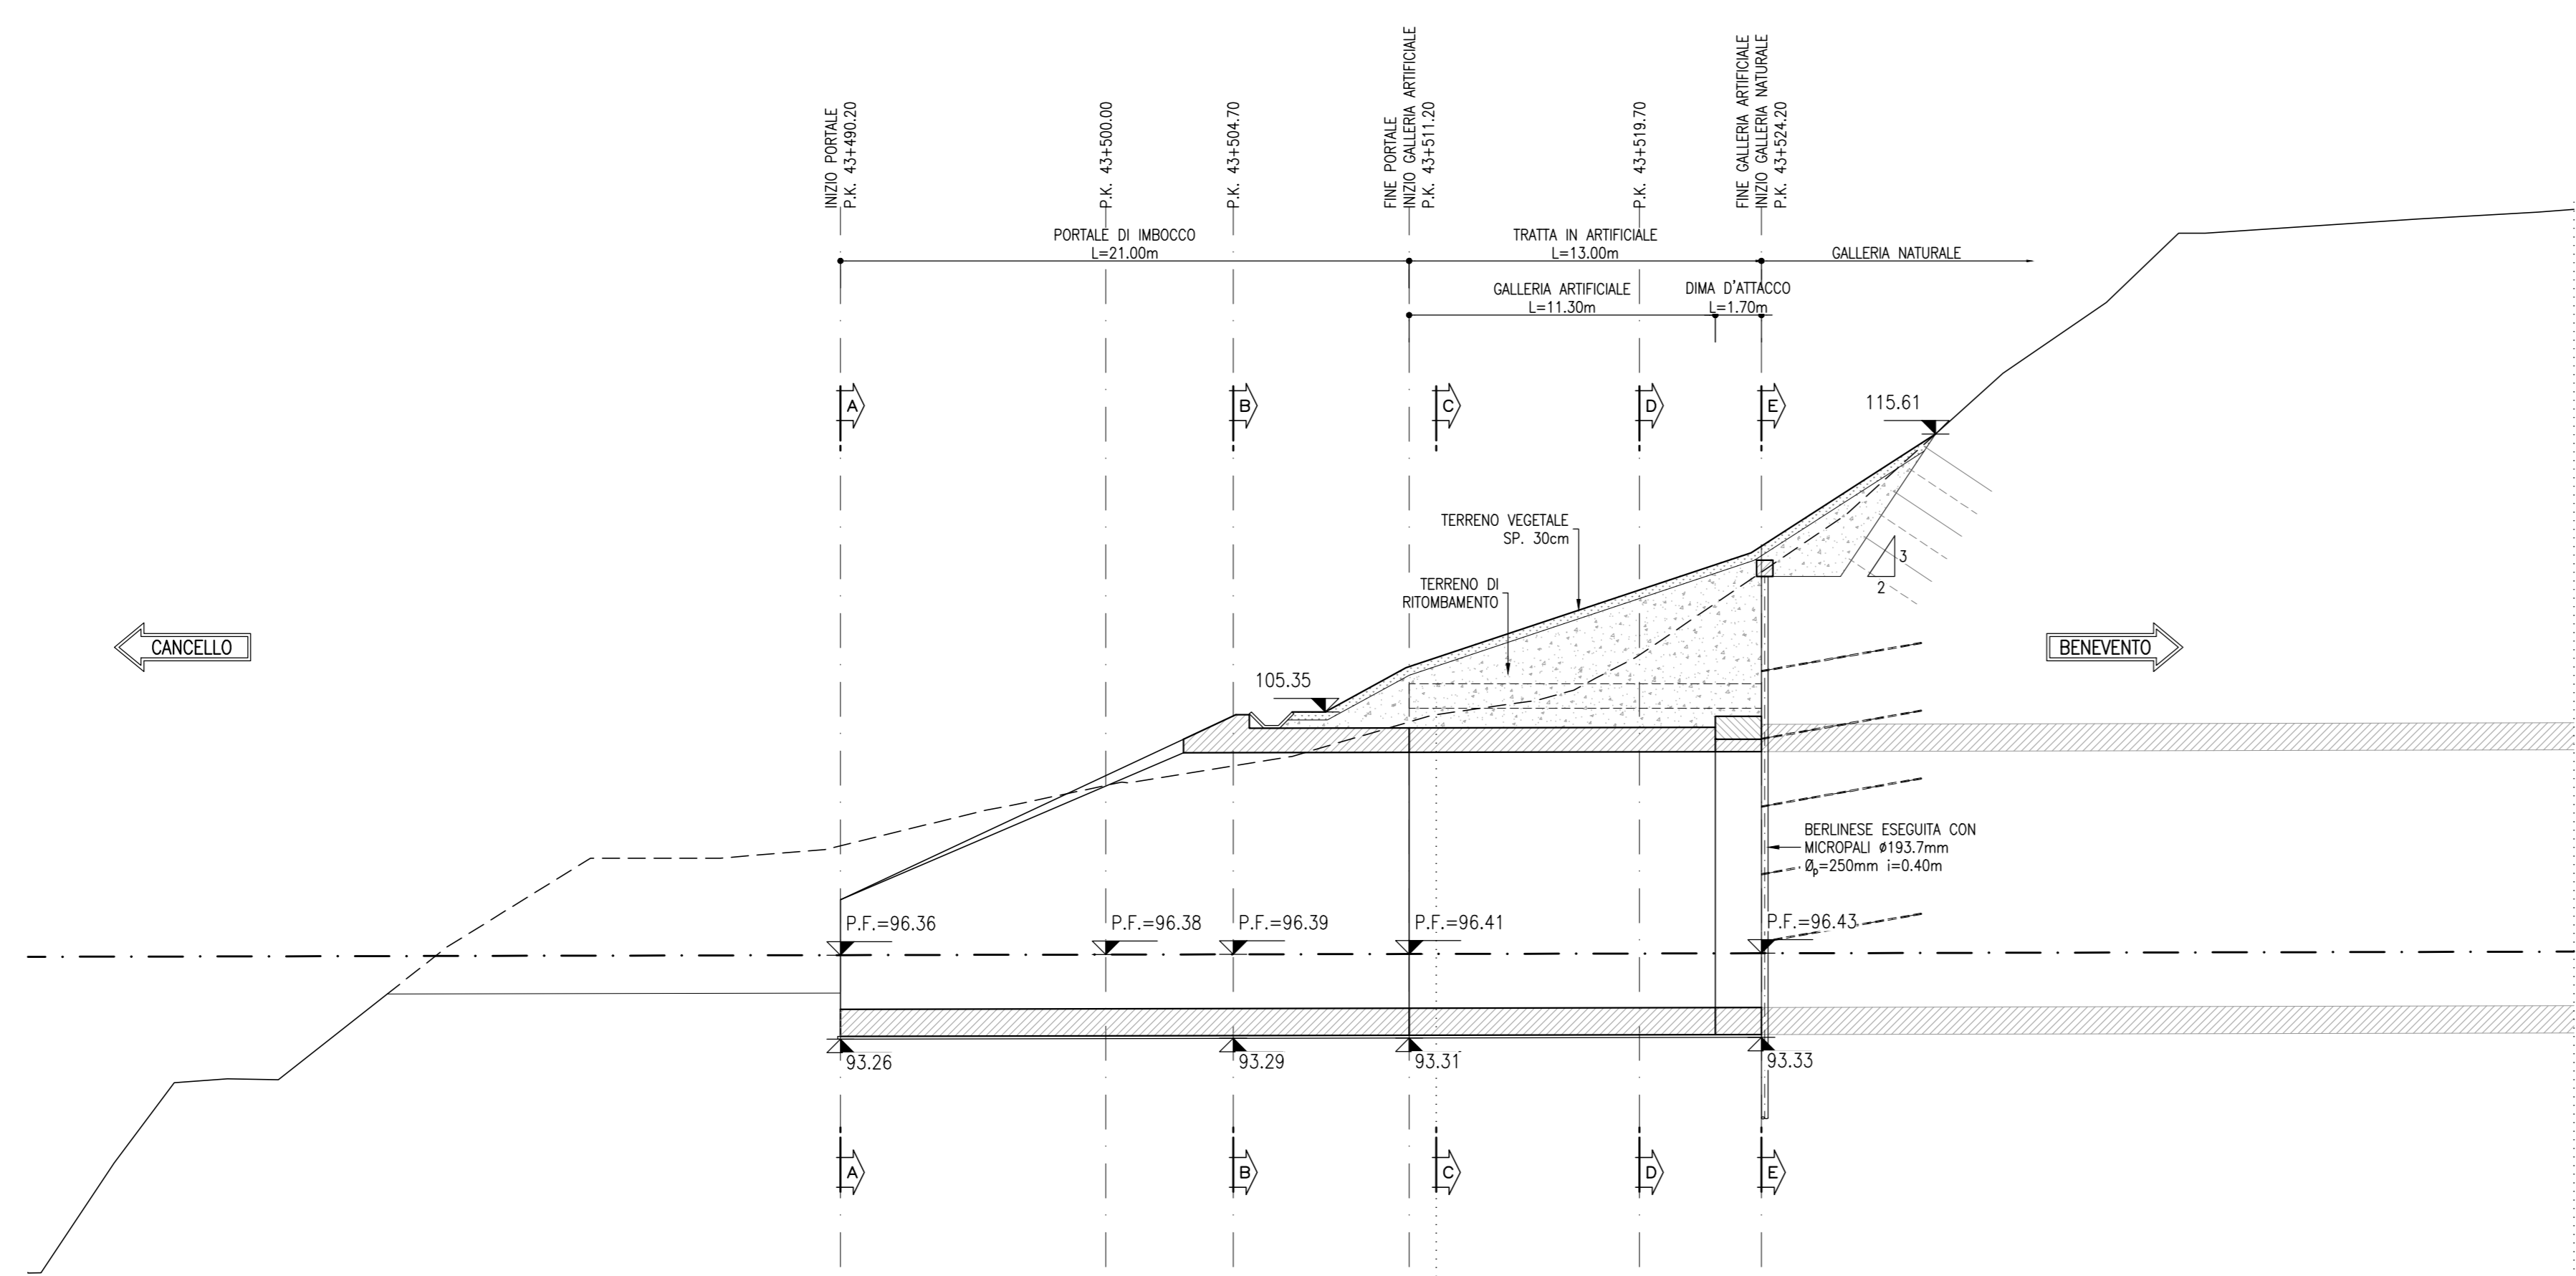 INIZIO PORTALE
P.K. 43+490.20
P.K. 43+500.00
P.K. 43+504.70
FINE PORTALE
INIZIO GALLERIA ARTIFICIALE
P.K. 43+511.20
P.K. 43+519.70
FINE GALLERIA ARTIFICIALE
INIZIO GALLERIA NATURALE
P.K. 43+524.20
PORTALE DI IMBOCCO
L=21.00m
TRATTA IN ARTIFICIALE
L=13.00m
GALLERIA NATURALE
GALLERIA ARTIFICIALE
L=11.30m
DIMA D'ATTACCO
L=1.70m
A
B
C
D
E
115.61
TERRENO VEGETALE
SP. 30cm
3
2
TERRENO DI
RITOMBAMENTO
CANCELLO
BENEVENTO
105.35
BERLINESE ESEGUITA CON
MICROPALI ø193.7mm
Øp=250mm i=0.40m
P.F.=96.36
P.F.=96.38
P.F.=96.39
P.F.=96.41
P.F.=96.43
93.26
93.29
93.31
93.33
A
B
C
D
E